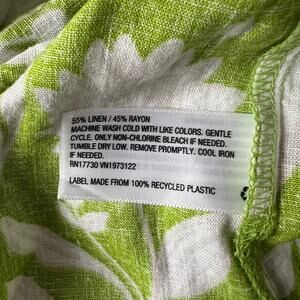 55% LINEN / 45% RAYON
MACHINE WASH COLD WITH LIKE COLORS. GENTLE
CYCLE. ONLY NON-CHLORINE BLEACH IF NEEDED.
TUMBLE DRY LOW. REMOVE PROMPTLY. COOL IRON
IF NEEDED.
RN17730 VN1973122
LABEL MADE FROM 100% RECYCLED PLASTIC